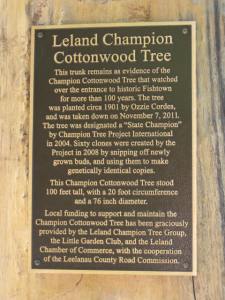 Leland Champion
Cottonwood Tree
This trunk remains as evidence of the
Champion Cottonwood Tree that watched
over the entrance to historic Fishtown
for more than 100 years. The tree
was planted circa 1901 by Ozzie Cordes,
and was taken down on November 7, 2011.
The tree was designated a "State Champion"
by Champion Tree Project International
in 2004. Sixty clones were created by the
Project in 2008 by snipping off newly
grown buds, and using them to make
genetically identical copies.
This Champion Cottonwood Tree stood
100 feet tall, with a 20 foot circumference
and a 76 inch diameter.
Local funding to support and maintain the
Champion Cottonwood Tree has been graciously
provided by the Leland Champion Tree Group,
the Little Garden Club, and the Leland
Chamber of Commerce, with the cooperation
of the Leelanau County Road Commission.